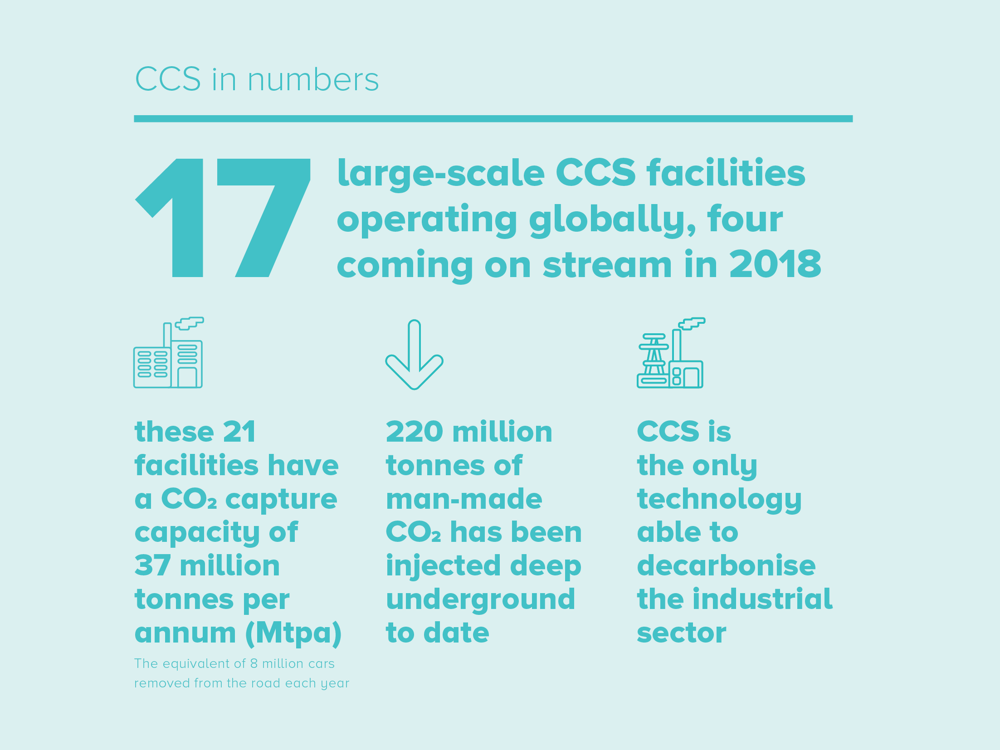 CCS in numbers
17
large-scale CCS facilities
operating globally, four
coming on stream in 2018
these 21
facilities have
a CO₂ capture
capacity of
37 million
tonnes per
annum (Mtpa)
The equivalent of 8 million cars
removed from the road each year
220 million
tonnes of
man-made
CO₂ has been
injected deep
underground
to date
CCS is
the only
technology
able to
decarbonise
the industrial
sector